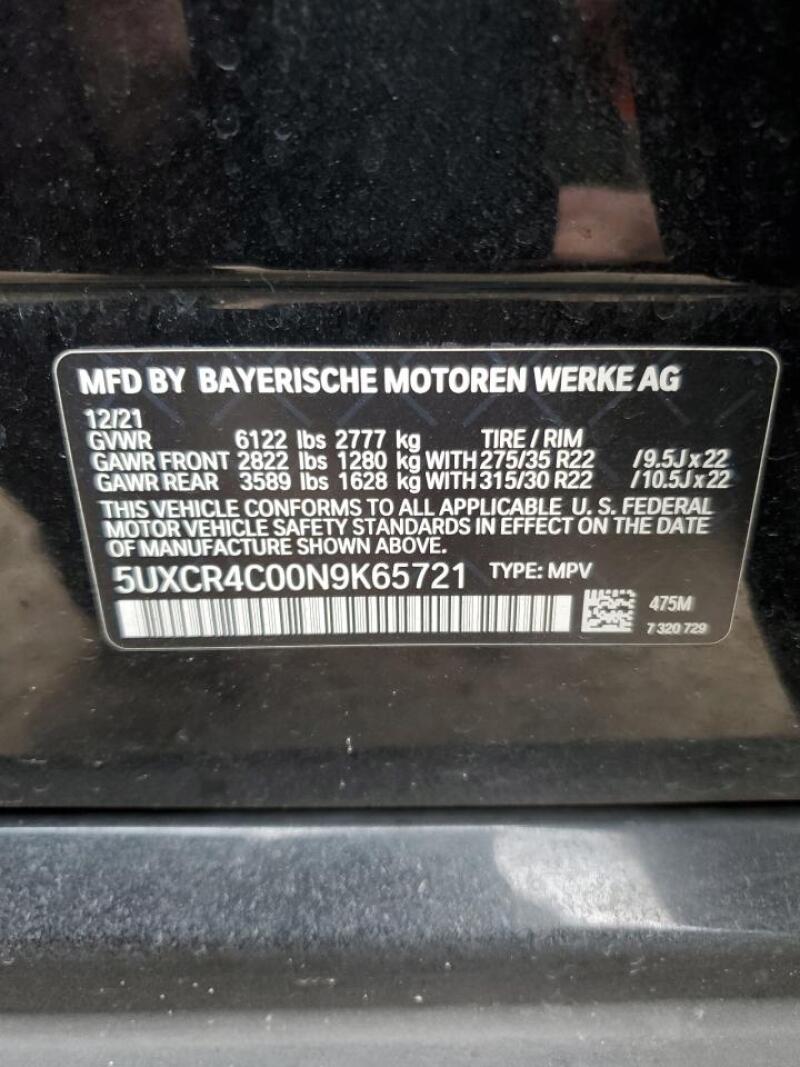 MFD BY BAYERISCHE MOTOREN WERKE AG
12/21
GVWR 6122 lbs 2777 kg TIRE / RIM
GAWR FRONT 2822 lbs 1280 kg WITH 275/35 R22 /9.5J x 22
GAWR REAR 3589 lbs 1628 kg WITH 315/30 R22 /10.5J x 22
THIS VEHICLE CONFORMS TO ALL APPLICABLE U. S. FEDERAL
MOTOR VEHICLE SAFETY STANDARDS IN EFFECT ON THE DATE
OF MANUFACTURE SHOWN ABOVE.
5UXCR4C00N9K65721 TYPE: MPV
475M
7 320 729